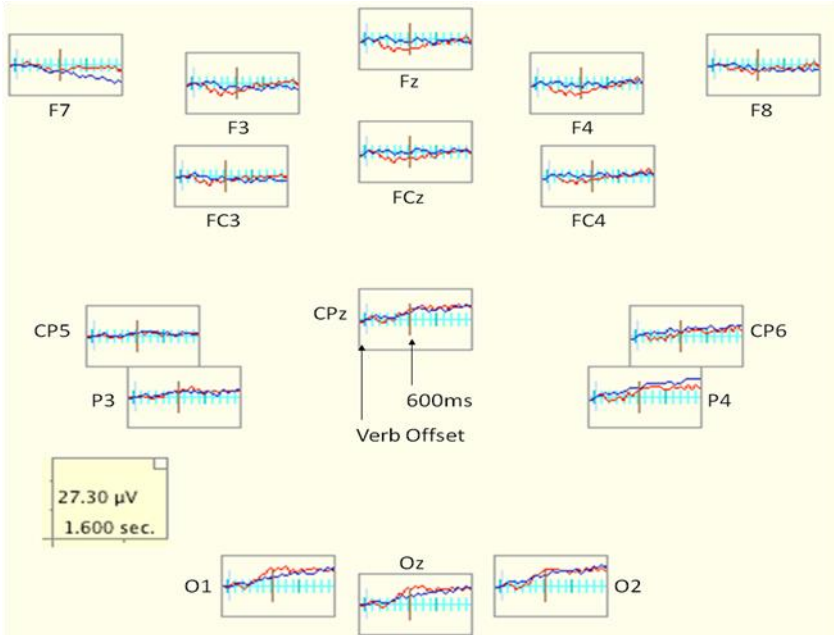 Fz
F7
F3
F4
F8
FCz
FC3
FC4
CPz
CP5
CP6
P3
600ms
P4
Verb Offset
27.30 µV
1.600 sec.
O1
Oz
O2